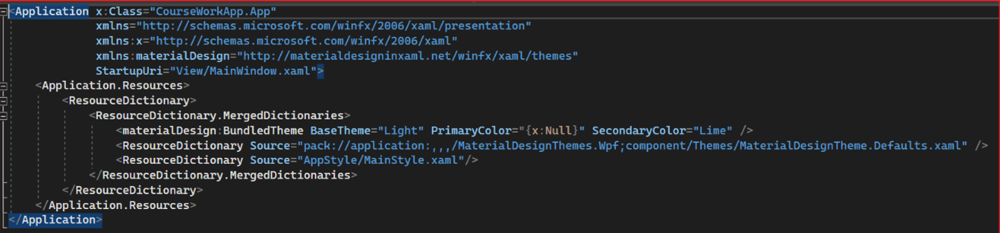 <Application x:Class="CourseWorkApp.App"
xmlns="http://schemas.microsoft.com/winfx/2006/xaml/presentation"
xmlns:x="http://schemas.microsoft.com/winfx/2006/xaml"
xmlns:materialDesign="http://materialdesigninxaml.net/winfx/xaml/themes"
StartupUri="View/MainWindow.xaml">
<Application.Resources>
<ResourceDictionary>
<ResourceDictionary.MergedDictionaries>
<materialDesign:BundledTheme BaseTheme="Light" PrimaryColor="{x:Null}" SecondaryColor="Lime" />
<ResourceDictionary Source="pack://application:,,,/MaterialDesignThemes.Wpf;component/Themes/MaterialDesignTheme.Defaults.xaml" />
<ResourceDictionary Source="AppStyle/MainStyle.xaml"/>
</ResourceDictionary.MergedDictionaries>
</ResourceDictionary>
</Application.Resources>
</Application>